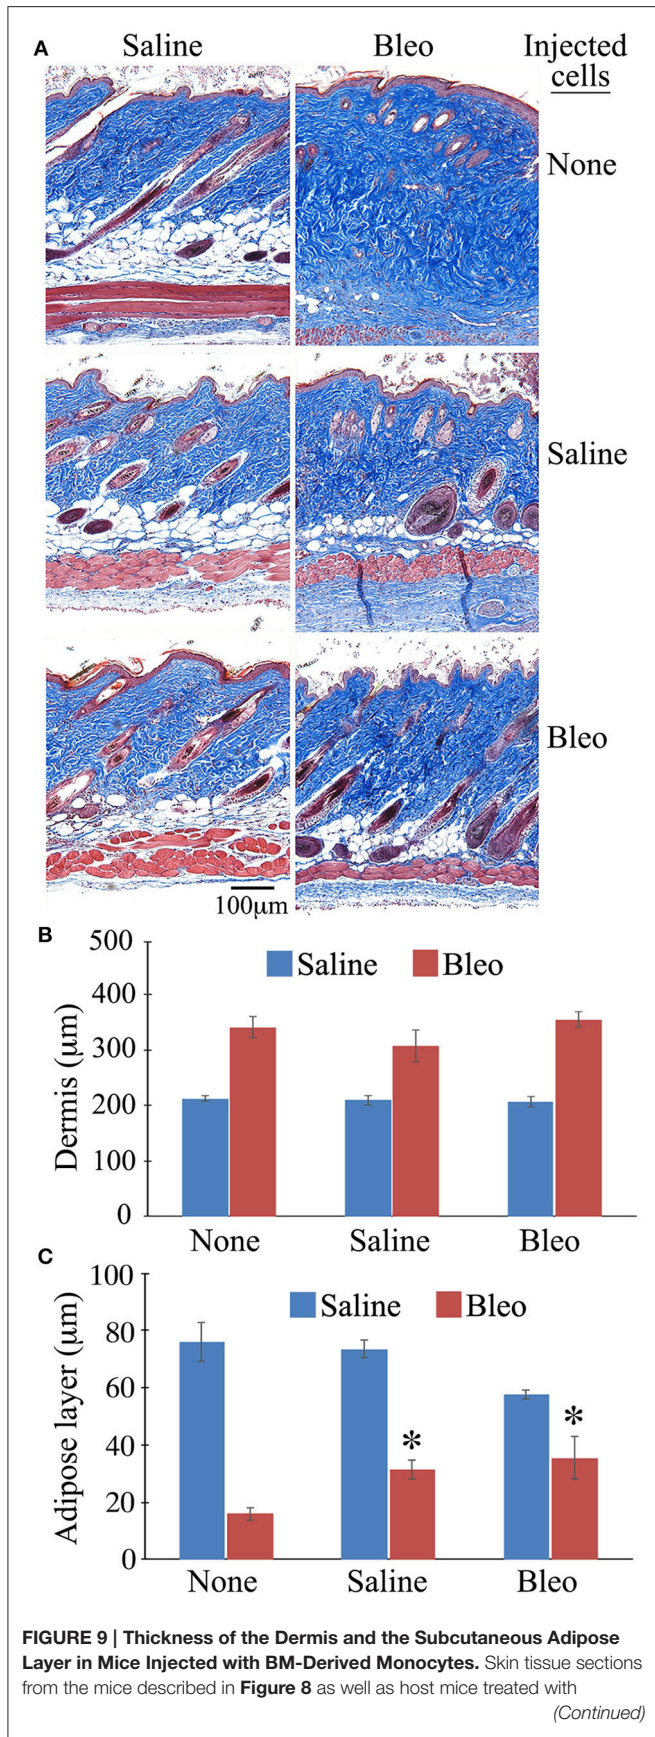 A
Saline Bleo Injected
cells
None
Saline
Bleo
100μm
B
500
400
300
200
100
0
Dermis (μm)
Saline Bleo
None Saline Bleo
C
100
80
60
40
20
0
Adipose layer (μm)
Saline Bleo
* *
None Saline Bleo
FIGURE 9 | Thickness of the Dermis and the Subcutaneous Adipose
Layer in Mice Injected with BM-Derived Monocytes. Skin tissue sections
from the mice described in Figure 8 as well as host mice treated with
(Continued)